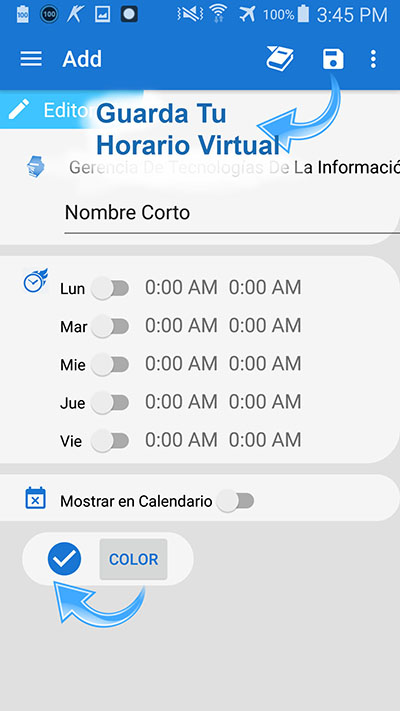 100
100% 3:45 PM
Add
Editor
Guarda Tu
Horario Virtual
Gerencia De Tecnologías De La Informació
Nombre Corto
Lun 0:00 AM 0:00 AM
Mar 0:00 AM 0:00 AM
Mie 0:00 AM 0:00 AM
Jue 0:00 AM 0:00 AM
Vie 0:00 AM 0:00 AM
Mostrar en Calendario
COLOR